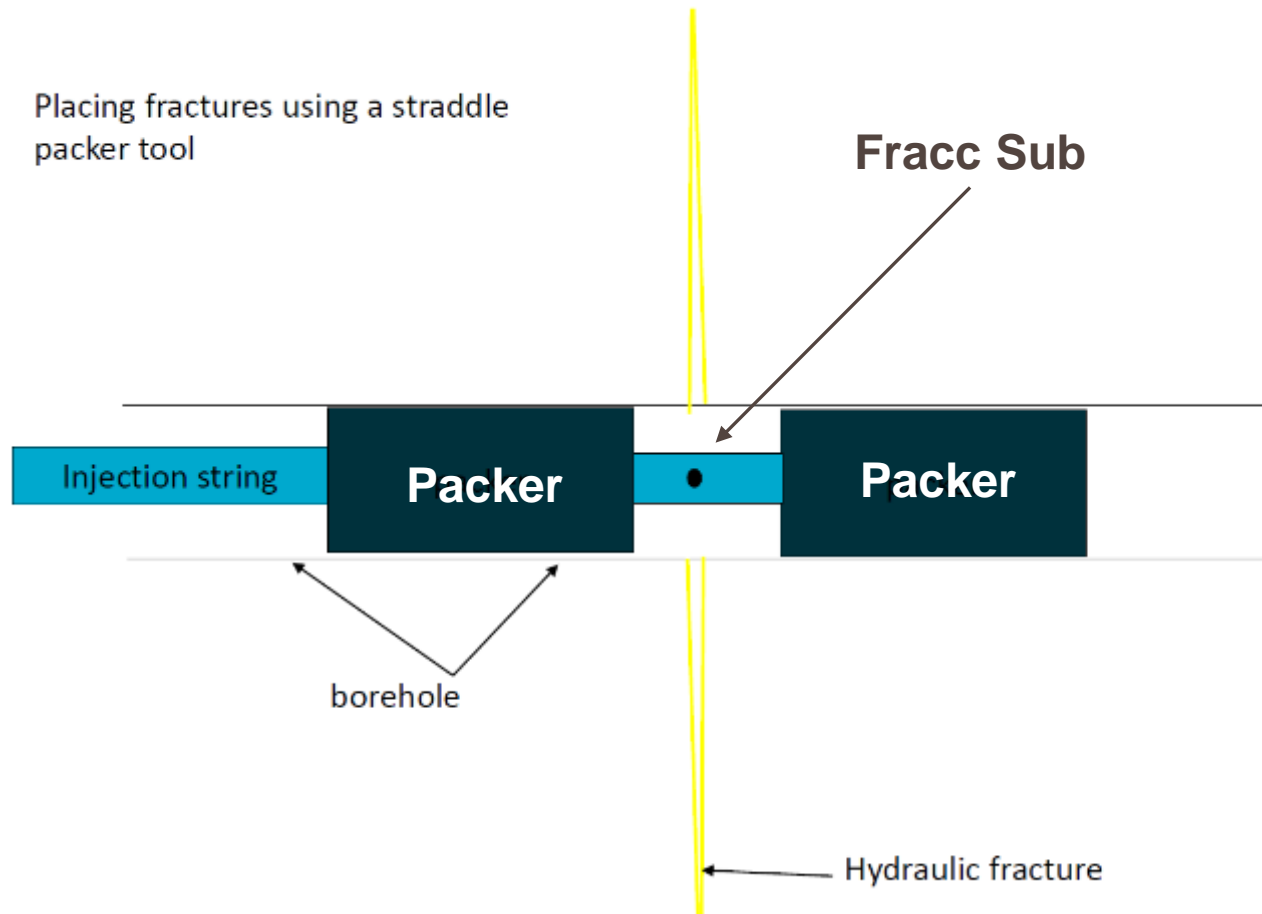 Placing fractures using a straddle
packer tool
Fracc Sub
Injection string
Packer
Packer
borehole
Hydraulic fracture